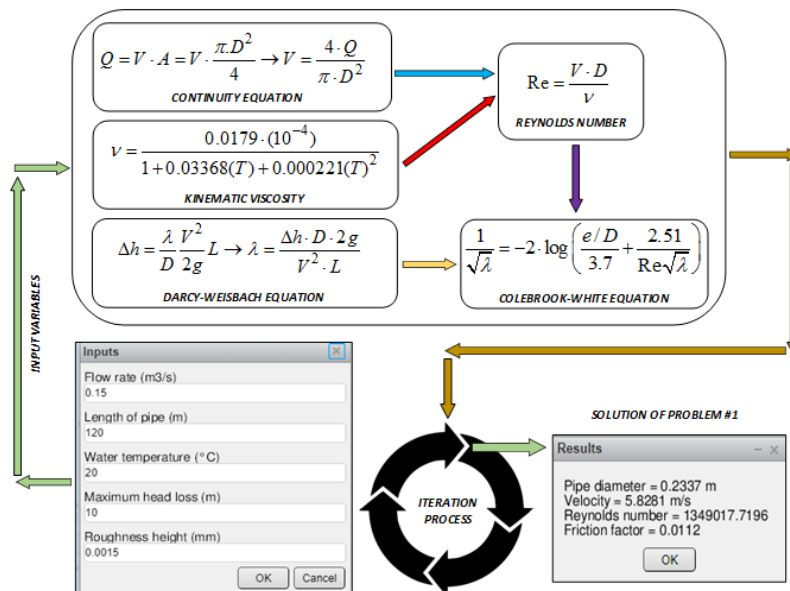 Q = V · A = V · π.D² / 4 → V = 4 · Q / π · D²
CONTINUITY EQUATION
ν = 0.0179 · (10⁻⁴) / 1 + 0.03368(T) + 0.000221(T)²
KINEMATIC VISCOSITY
Δh = λ/D V²/2g L → λ = Δh · D · 2g / V² · L
DARCY-WEISBACH EQUATION
Re = V · D / ν
REYNOLDS NUMBER
1/√λ = −2 · log( e/D / 3.7 + 2.51 / Re√λ )
COLEBROOK-WHITE EQUATION
INPUT VARIABLES
Inputs
Flow rate (m3/s)
0.15
Length of pipe (m)
120
Water temperature (°C)
20
Maximum head loss (m)
10
Roughness height (mm)
0.0015
OK Cancel
ITERATION
PROCESS
SOLUTION OF PROBLEM #1
Results
Pipe diameter = 0.2337 m
Velocity = 5.8281 m/s
Reynolds number = 1349017.7196
Friction factor = 0.0112
OK